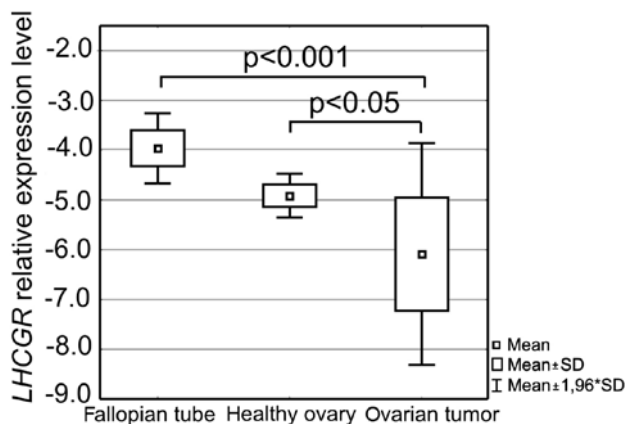 LHCGR relative expression level
-2.0
-3.0
-4.0
-5.0
-6.0
-7.0
-8.0
-9.0
p<0.001
p<0.05
Fallopian tube Healthy ovary Ovarian tumor
Mean
Mean±SD
Mean±1,96*SD